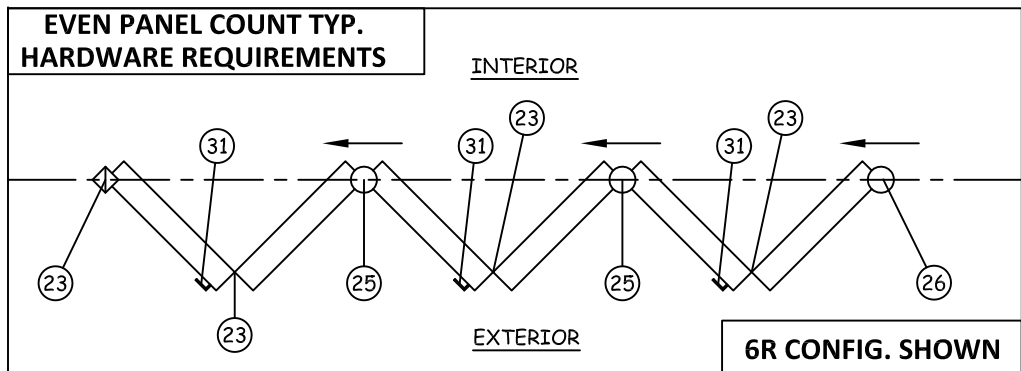 EVEN PANEL COUNT TYP.
HARDWARE REQUIREMENTS
INTERIOR
23
23
31
31
31
23
25
25
26
23
EXTERIOR
6R CONFIG. SHOWN